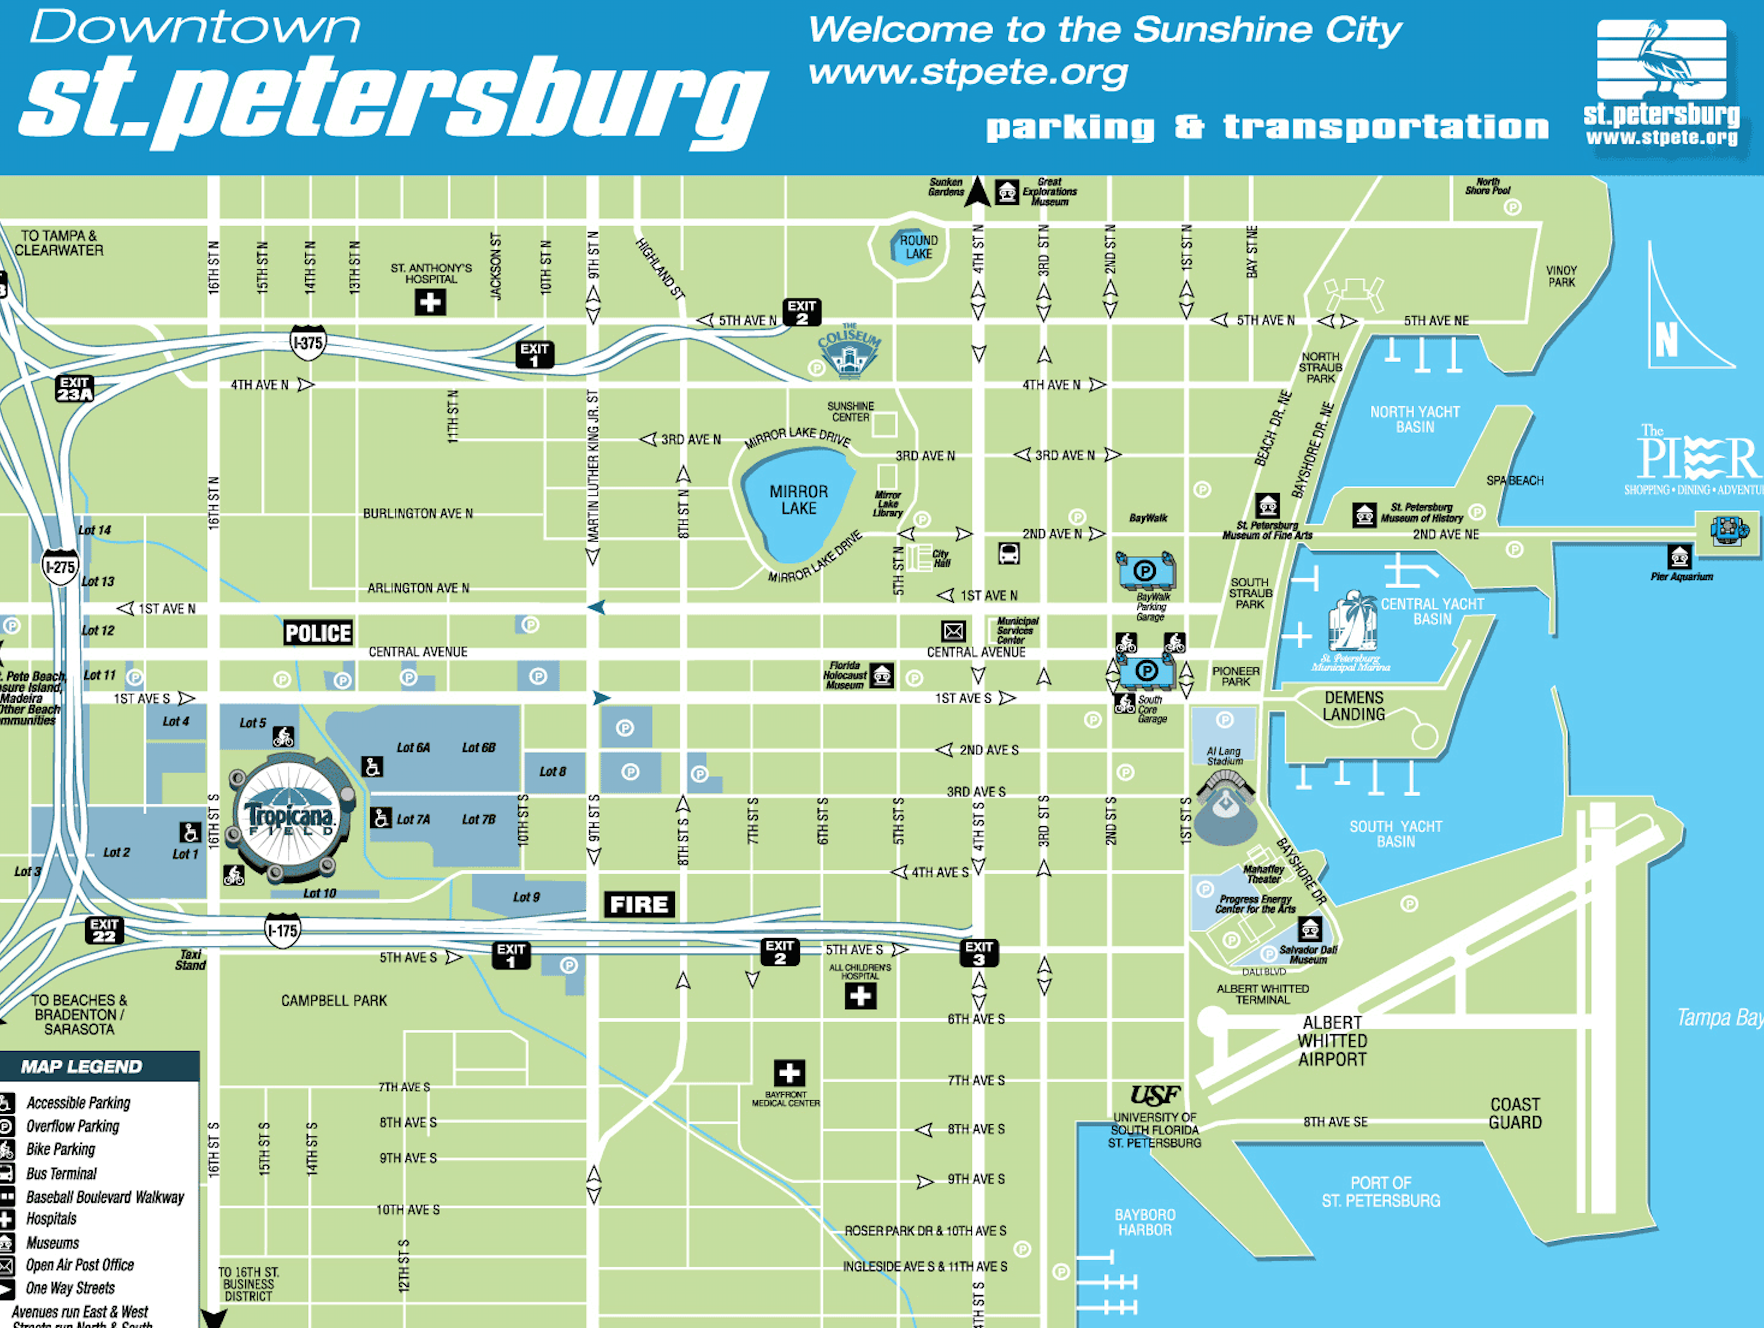 Downtown
st.petersburg
Welcome to the Sunshine City
www.stpete.org
parking & transportation
st.petersburg
www.stpete.org
Sunken
Gardens
Great
Explorations
Museum
North
Shore Pool
TO TAMPA &
CLEARWATER
16TH ST N
15TH ST N
14TH ST N
13TH ST N
ST. ANTHONY'S
HOSPITAL
JACKSON ST
10TH ST N
9TH ST N
HIGHLAND ST
ROUND
LAKE
4TH ST N
3RD ST N
2ND ST N
1ST ST N
BAY ST NE
VINOY
PARK
N
5TH AVE N
EXIT
2
5TH AVE N
5TH AVE NE
I-375
EXIT
1
THE
COLISEUM
P
EXIT
23A
4TH AVE N
4TH AVE N
NORTH
STRAUB
PARK
11TH ST N
MARTIN LUTHER KING JR. ST
SUNSHINE
CENTER
BEACH DR. NE
BAYSHORE DR. NE
NORTH YACHT
BASIN
The
PIER
3RD AVE N
MIRROR LAKE DRIVE
3RD AVE N
3RD AVE N
SPA BEACH
16TH ST N
8TH ST N
MIRROR
LAKE
Mirror
Lake
Library
BURLINGTON AVE N
BayWalk
St. Petersburg
Museum of Fine Arts
St. Petersburg
Museum of History
2ND AVE N
2ND AVE NE
Lot 14
I-275
Lot 13
MIRROR LAKE DRIVE
5TH ST N
City
Hall
Pier Aquarium
ARLINGTON AVE N
1ST AVE N
1ST AVE N
BayWalk
Parking
Garage
SOUTH
STRAUB
PARK
CENTRAL YACHT
BASIN
St. Petersburg
Municipal Marina
Lot 12
POLICE
Municipal
Services
Center
CENTRAL AVENUE
CENTRAL AVENUE
Lot 11
Florida
Holocaust
Museum
PIONEER
PARK
1ST AVE S
1ST AVE S
South
Core
Garage
DEMENS
LANDING
Lot 4
Lot 5
Lot 6A
Lot 6B
2ND AVE S
Al Lang
Stadium
Lot 8
3RD AVE S
Tropicana
FIELD
Lot 7A
Lot 7B
16TH ST S
10TH ST S
9TH ST S
8TH ST S
7TH ST S
6TH ST S
5TH ST S
4TH ST S
3RD ST S
2ND ST S
1ST ST S
SOUTH YACHT
BASIN
Lot 2
Lot 1
Lot 3
Lot 10
Lot 9
4TH AVE S
BAYSHORE DR
Mahaffey
Theater
Progress Energy
Center for the Arts
FIRE
EXIT
22
I-175
Taxi
Stand
5TH AVE S
EXIT
1
EXIT
2
5TH AVE S
EXIT
3
Salvador Dali
Museum
DALI BLVD
ALL CHILDREN'S
HOSPITAL
ALBERT WHITTED
TERMINAL
TO BEACHES &
BRADENTON /
SARASOTA
CAMPBELL PARK
6TH AVE S
ALBERT
WHITTED
AIRPORT
Tampa Bay
MAP LEGEND
Accessible Parking
Overflow Parking
Bike Parking
Bus Terminal
Baseball Boulevard Walkway
Hospitals
Museums
Open Air Post Office
One Way Streets
Avenues run East & West
7TH AVE S
BAYFRONT
MEDICAL CENTER
7TH AVE S
USF
UNIVERSITY OF
SOUTH FLORIDA
ST. PETERSBURG
8TH AVE S
8TH AVE S
8TH AVE SE
COAST
GUARD
16TH ST S
15TH ST S
14TH ST S
9TH AVE S
9TH AVE S
PORT OF
ST. PETERSBURG
10TH AVE S
BAYBORO
HARBOR
ROSER PARK DR & 10TH AVE S
12TH ST S
INGLESIDE AVE S & 11TH AVE S
TO 16TH ST.
BUSINESS
DISTRICT